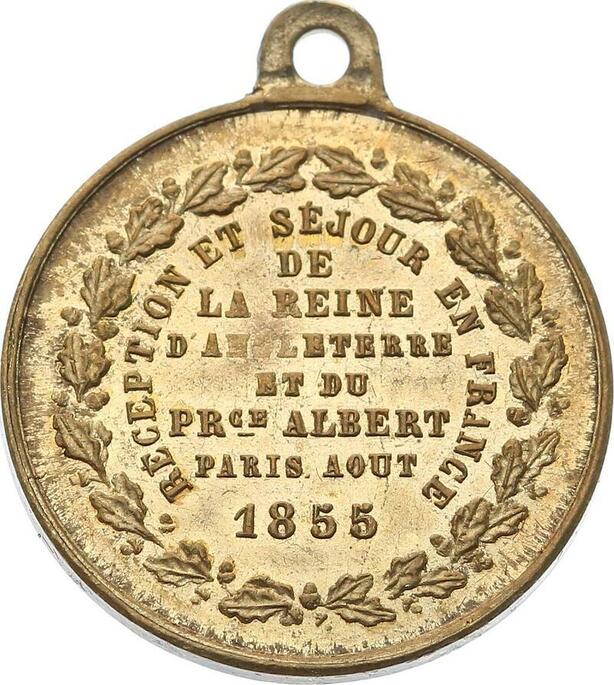 RÉCEPTION ET SÉJOUR EN FRANCE
DE
LA REINE
D'ANGLETERRE
ET DU
PRCE ALBERT
PARIS. AOUT
1855